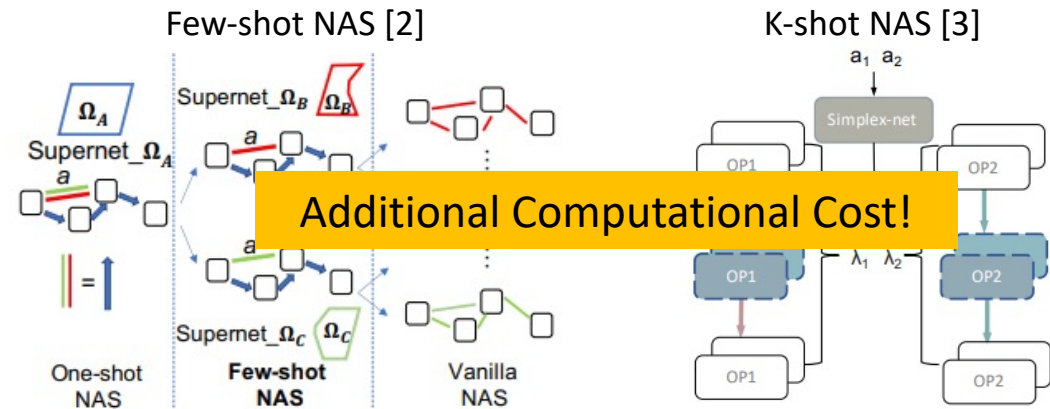 Few-shot NAS [2]
K-shot NAS [3]
Ω_A
Supernet_Ω_A
a
=
One-shot
NAS
Supernet_Ω_B
Ω_B
a
a
Supernet_Ω_C
Ω_C
Few-shot
NAS
Vanilla
NAS
Additional Computational Cost!
a₁ a₂
Simplex-net
OP1
OP2
λ₁ λ₂
OP1
OP2
OP1
OP2